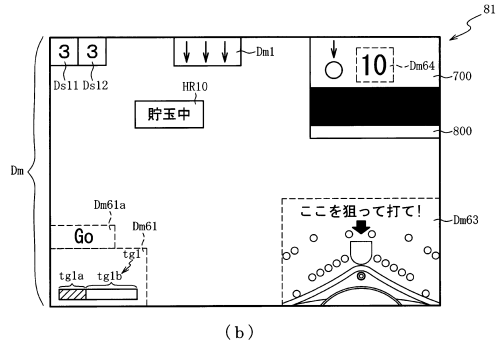 81
3 3
Ds11 Ds12
Dm1
10
Dm64
700
800
HR10
貯玉中
Dm
Dm61a
Go
Dm61
tg1
tg1a
tg1b
ここを狙って打て!
Dm63
(b)